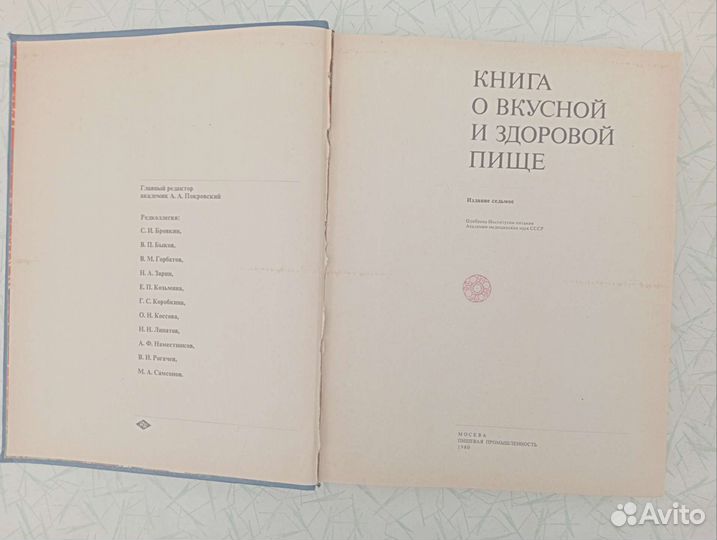 Главный редактор
академик А. А. Покровский
Редколлегия:
С. И. Бронкин,
В. П. Быков,
В. М. Горбатов,
Н. А. Зарин,
Е. П. Козьмина,
Г. С. Коробкина,
О. Н. Коссова,
Н. Н. Липатов,
А. Ф. Наместников,
В. И. Рогачев,
М. А. Самсонов.
КНИГА
О ВКУСНОЙ
И ЗДОРОВОЙ
ПИЩЕ
Издание седьмое
Одобрена Институтом питания
Академии медицинских наук СССР
МОСКВА
ПИЩЕВАЯ ПРОМЫШЛЕННОСТЬ
1980
Avito